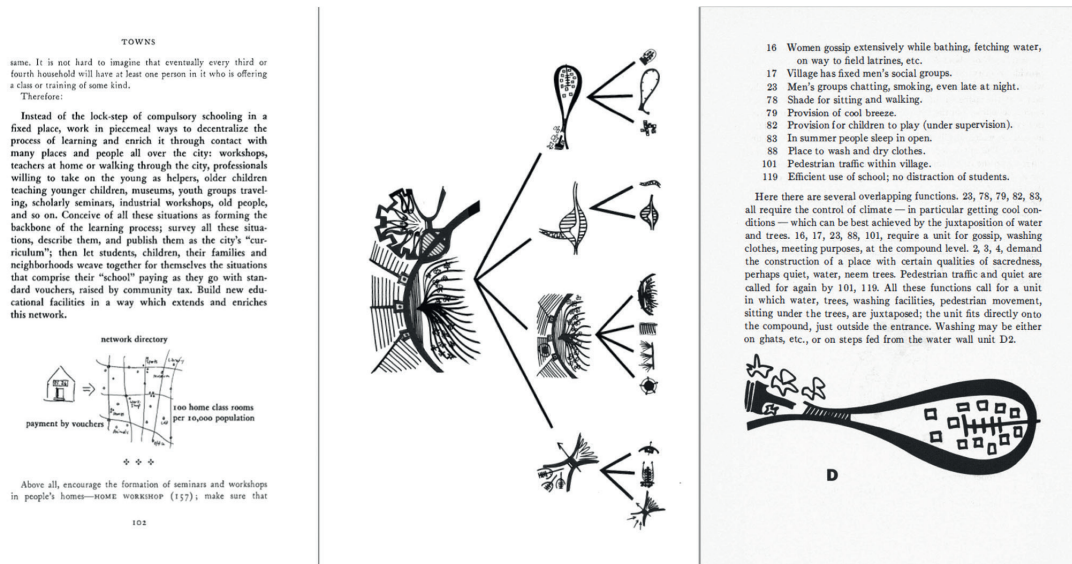 TOWNS
same. It is not hard to imagine that eventually every third or
fourth household will have at least one person in it who is offering
a class or training of some kind.
Therefore:
Instead of the lock-step of compulsory schooling in a
fixed place, work in piecemeal ways to decentralize the
process of learning and enrich it through contact with
many places and people all over the city: workshops,
teachers at home or walking through the city, professionals
willing to take on the young as helpers, older children
teaching younger children, museums, youth groups travel-
ing, scholarly seminars, industrial workshops, old people,
and so on. Conceive of all these situations as forming the
backbone of the learning process; survey all these situa-
tions, describe them, and publish them as the city's "cur-
riculum"; then let students, children, their families and
neighborhoods weave together for themselves the situations
that comprise their "school" paying as they go with stan-
dard vouchers, raised by community tax. Build new edu-
cational facilities in a way which extends and enriches
this network.
network directory
100 home class rooms
per 10,000 population
payment by vouchers
Above all, encourage the formation of seminars and workshops
in people's homes—HOME WORKSHOP (157); make sure that
102
16 Women gossip extensively while bathing, fetching water,
on way to field latrines, etc.
17 Village has fixed men's social groups.
23 Men's groups chatting, smoking, even late at night.
78 Shade for sitting and walking.
79 Provision of cool breeze.
82 Provision for children to play (under supervision).
83 In summer people sleep in open.
88 Place to wash and dry clothes.
101 Pedestrian traffic within village.
119 Efficient use of school; no distraction of students.
Here there are several overlapping functions. 23, 78, 79, 82, 83,
all require the control of climate — in particular getting cool con-
ditions — which can be best achieved by the juxtaposition of water
and trees. 16, 17, 23, 88, 101, require a unit for gossip, washing
clothes, meeting purposes, at the compound level. 2, 3, 4, demand
the construction of a place with certain qualities of sacredness,
perhaps quiet, water, neem trees. Pedestrian traffic and quiet are
called for again by 101, 119. All these functions call for a unit
in which water, trees, washing facilities, pedestrian movement,
sitting under the trees, are juxtaposed; the unit fits directly onto
the compound, just outside the entrance. Washing may be either
on ghats, etc., or on steps fed from the water wall unit D2.
D